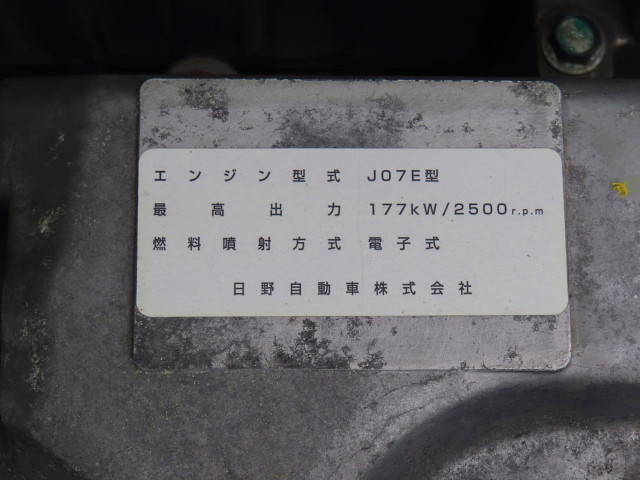 エンジン型式 J07E型
最高出力 177kW/2500r.p.m
燃料噴射方式 電子式
日野自動車株式会社